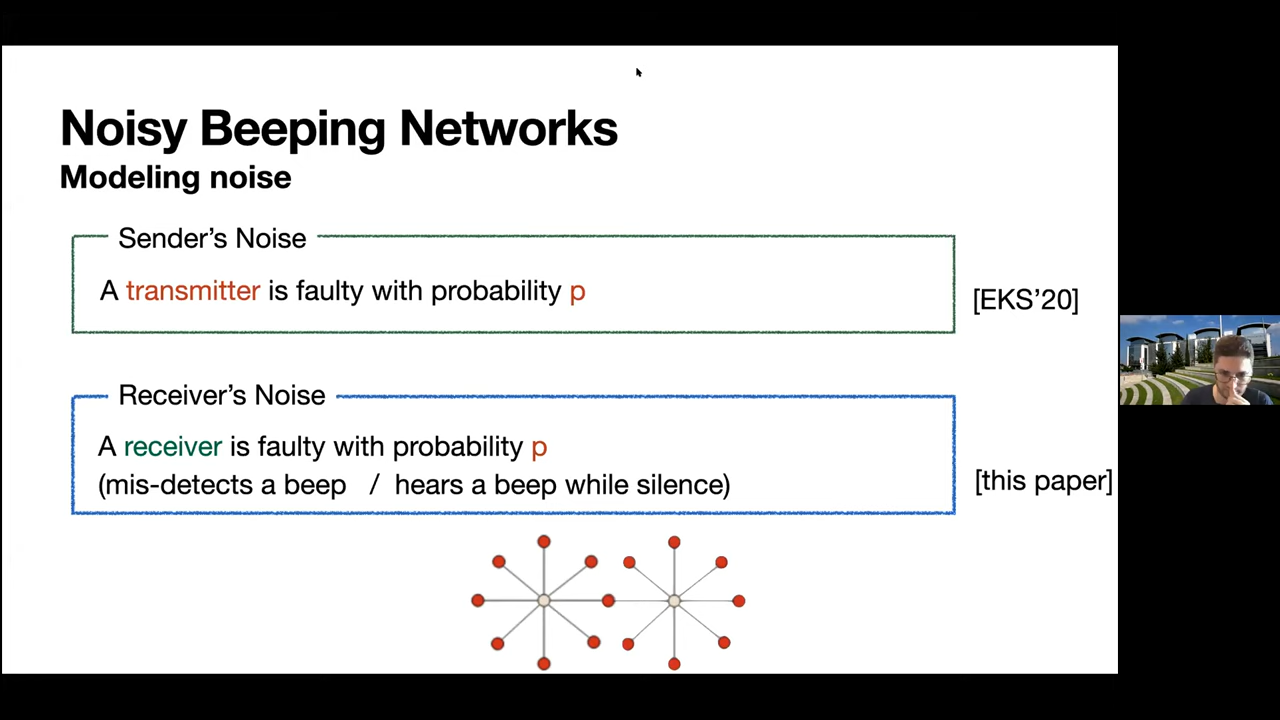 Noisy Beeping Networks
Modeling noise
Sender’s Noise
A transmitter is faulty with probability p
[EKS’20]
Receiver’s Noise
A receiver is faulty with probability p
(mis-detects a beep / hears a beep while silence)
[this paper]